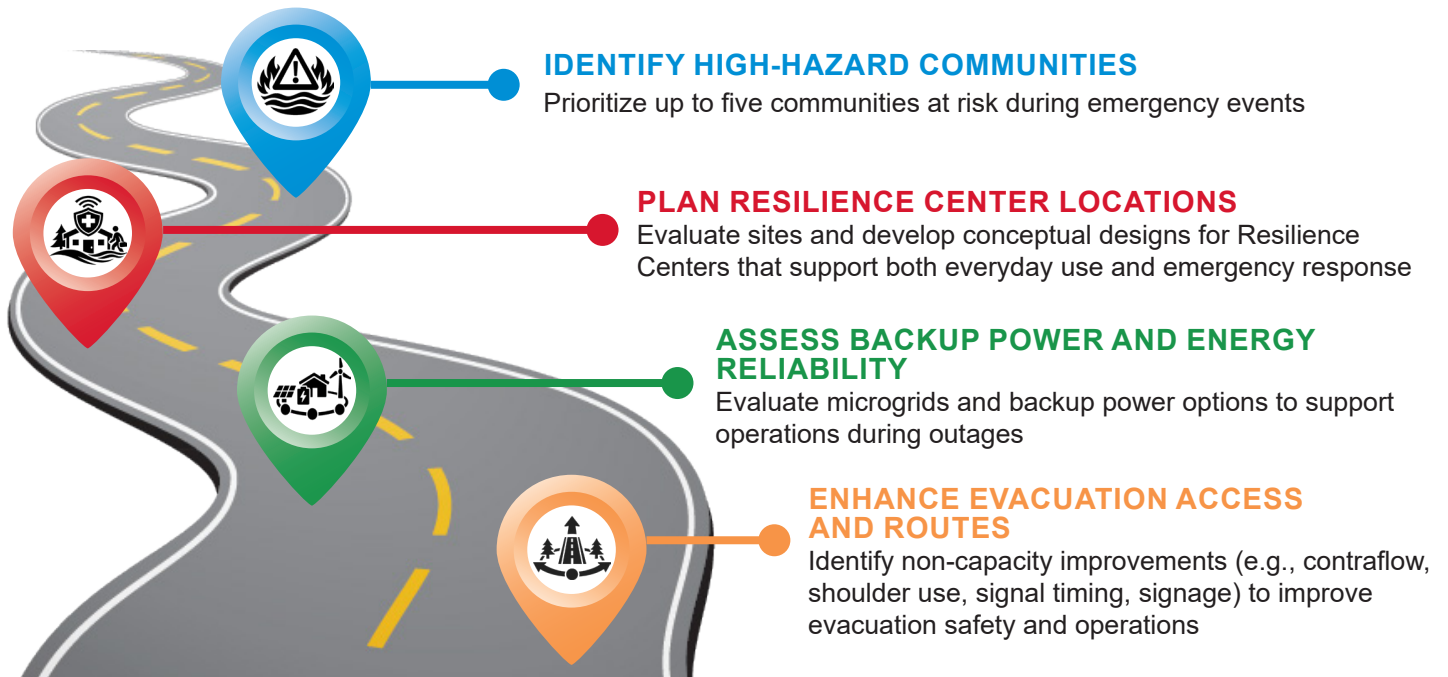 IDENTIFY HIGH-HAZARD COMMUNITIES
Prioritize up to five communities at risk during emergency events
PLAN RESILIENCE CENTER LOCATIONS
Evaluate sites and develop conceptual designs for Resilience
Centers that support both everyday use and emergency response
ASSESS BACKUP POWER AND ENERGY
RELIABILITY
Evaluate microgrids and backup power options to support
operations during outages
ENHANCE EVACUATION ACCESS
AND ROUTES
Identify non-capacity improvements (e.g., contraflow,
shoulder use, signal timing, signage) to improve
evacuation safety and operations